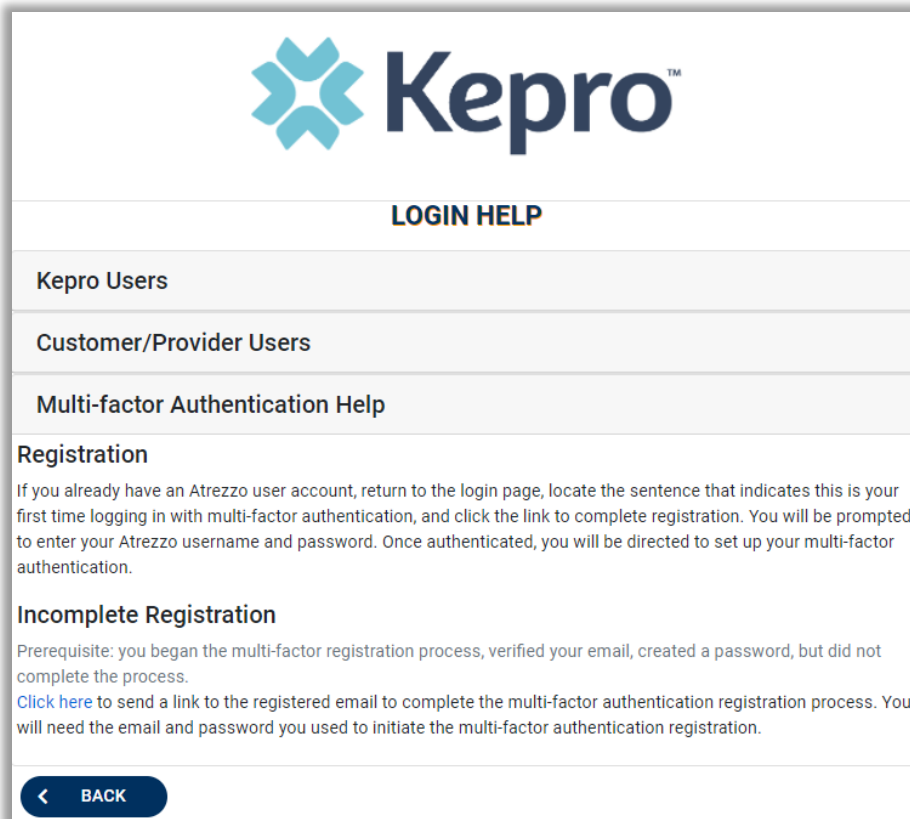 Kepro™
LOGIN HELP
Kepro Users
Customer/Provider Users
Multi-factor Authentication Help
Registration
If you already have an Atrezzo user account, return to the login page, locate the sentence that indicates this is your
first time logging in with multi-factor authentication, and click the link to complete registration. You will be prompted
to enter your Atrezzo username and password. Once authenticated, you will be directed to set up your multi-factor
authentication.
Incomplete Registration
Prerequisite: you began the multi-factor registration process, verified your email, created a password, but did not
complete the process.
Click here to send a link to the registered email to complete the multi-factor authentication registration process. You
will need the email and password you used to initiate the multi-factor authentication registration.
BACK